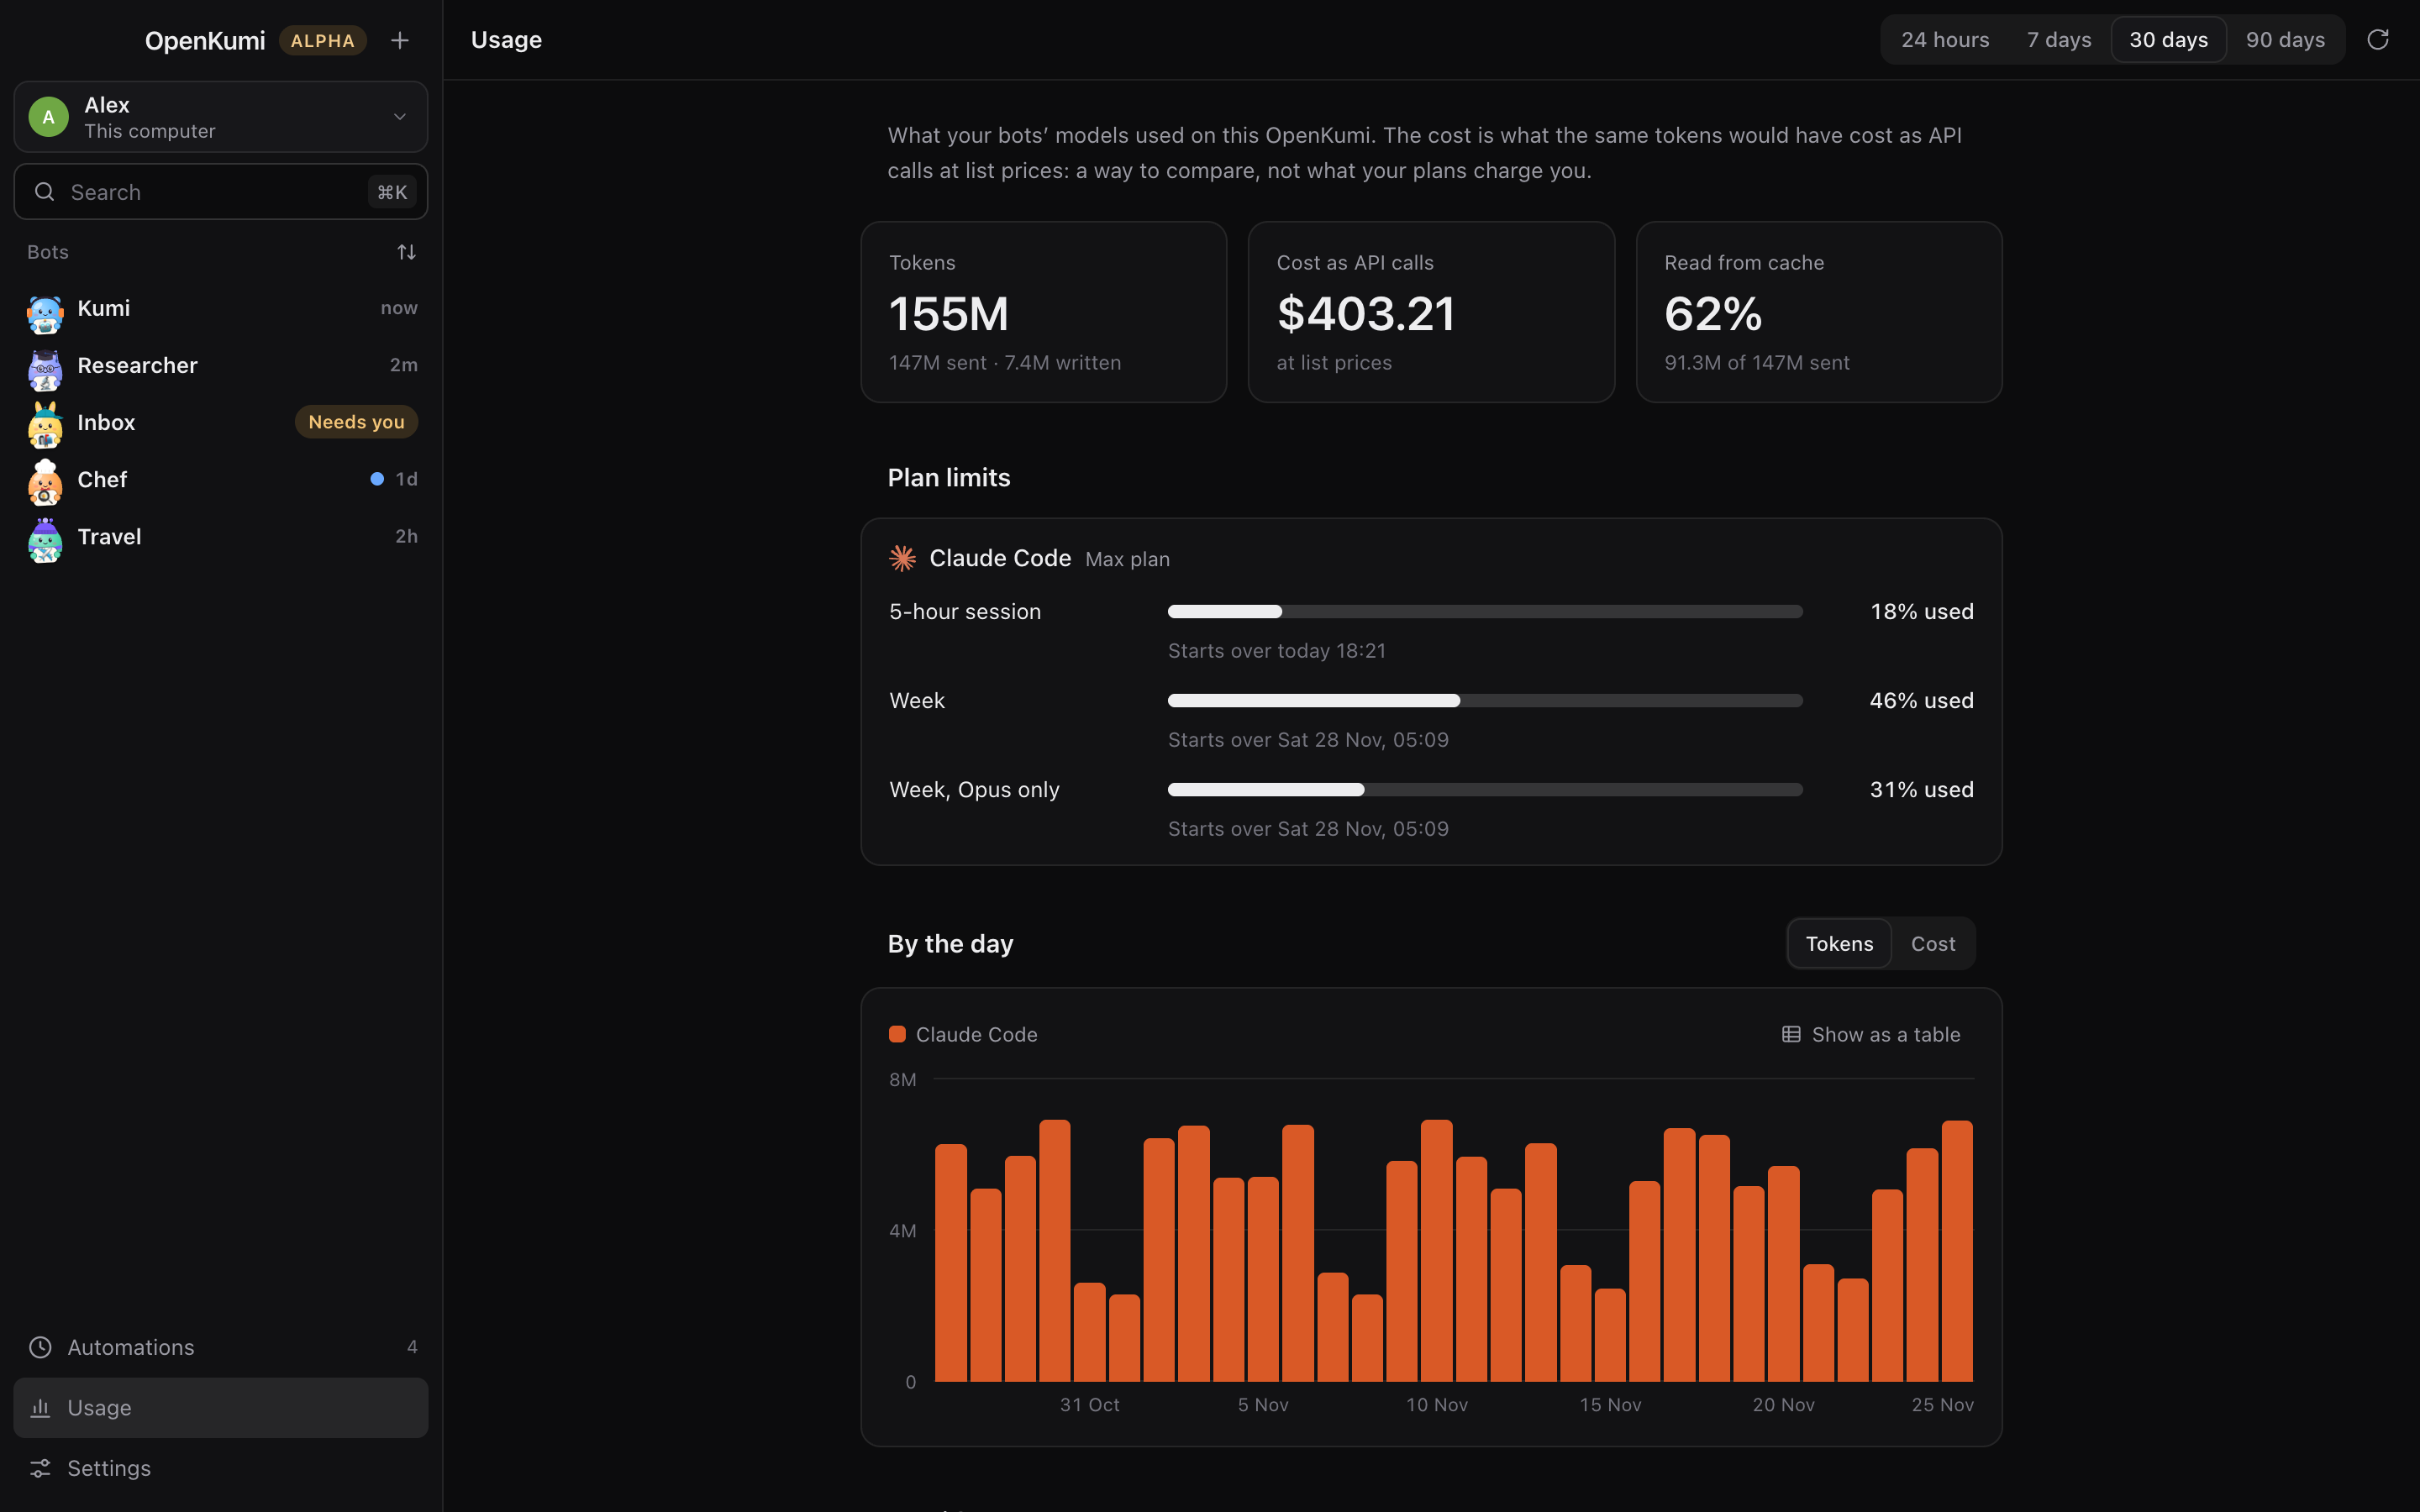 OpenKumi ALPHA
A
Alex
This computer
Search ⌘K
Bots
Kumi now
Researcher 2m
Inbox Needs you
Chef 1d
Travel 2h
Automations 4
Usage
Settings
Usage
24 hours 7 days 30 days 90 days
What your bots’ models used on this OpenKumi. The cost is what the same tokens would have cost as API
calls at list prices: a way to compare, not what your plans charge you.
Tokens
155M
147M sent · 7.4M written
Cost as API calls
$403.21
at list prices
Read from cache
62%
91.3M of 147M sent
Plan limits
Claude Code Max plan
5-hour session 18% used
Starts over today 18:21
Week 46% used
Starts over Sat 28 Nov, 05:09
Week, Opus only 31% used
Starts over Sat 28 Nov, 05:09
By the day
Tokens Cost
Claude Code
Show as a table
8M
4M
0
31 Oct 5 Nov 10 Nov 15 Nov 20 Nov 25 Nov